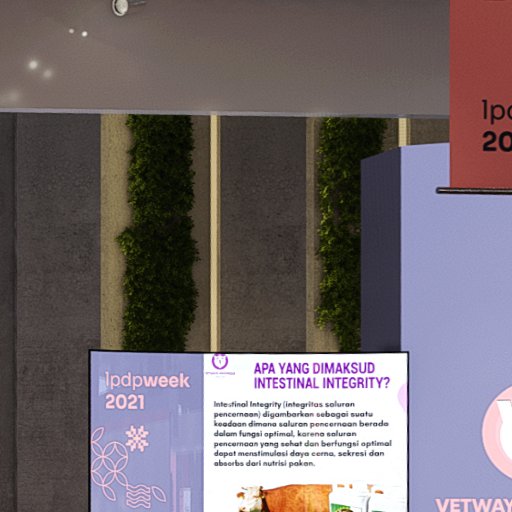 lpd
20
lpdpweek
2021
APA YANG DIMAKSUD
INTESTINAL INTEGRITY?
Intestinal Integrity (integritas saluran
pencernaan) digambarkan sebagai suatu
keadaan dimana saluran pencernaan berada
dalam fungsi optimal, karena saluran
pencernaan yang sehat dan berfungsi optimal
dapat menstimulasi daya cerna, sekresi dan
absorbs dari nutrisi pakan.
VETWAY